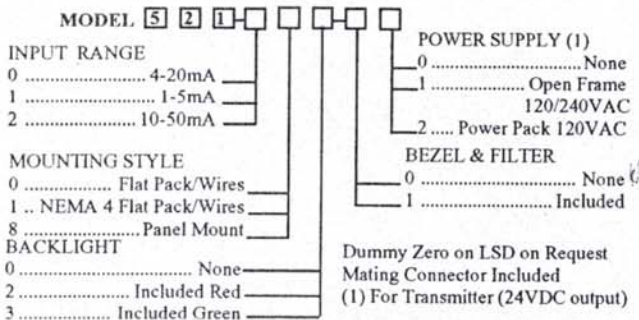 MODEL 5 2 1-
INPUT RANGE
0 .................... 4-20mA
1 ...................... 1-5mA
2 .................. 10-50mA
MOUNTING STYLE
0 ............ Flat Pack/Wires
1 .. NEMA 4 Flat Pack/Wires
8 .................. Panel Mount
BACKLIGHT
0 ............................ None
2 ................... Included Red
3 ................ Included Green
POWER SUPPLY (1)
0 ........................... None
1 ............... Open Frame
120/240VAC
2 .... Power Pack 120VAC
BEZEL & FILTER
0 .......................... None
1 ...................... Included
Dummy Zero on LSD on Request
Mating Connector Included
(1) For Transmitter (24VDC output)